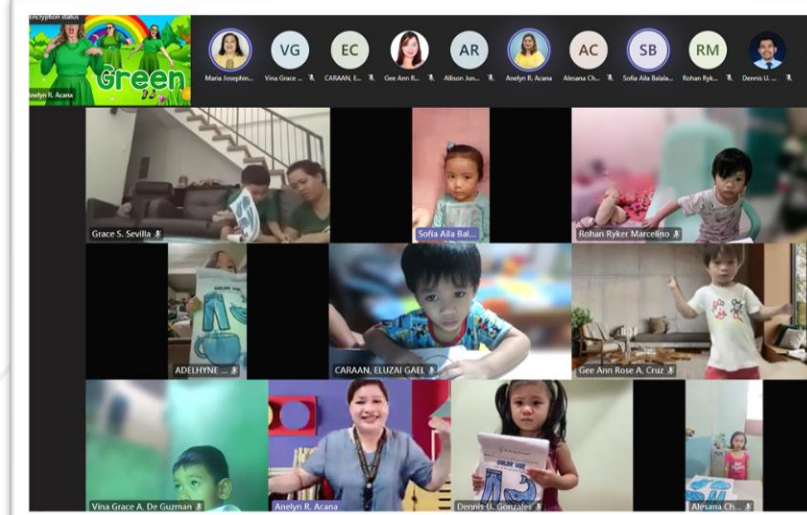 Encryption status
Green
Anelyn R. Acana
VG
EC
AR
AC
SB
RM
Maria Josephin...
Vina Grace ...
CARAAN, E...
Gee Ann R...
Allison Jun...
Anelyn R. Acana
Alesana Ch...
Sofia Aila Balala...
Rohan Ryk...
Dennis U. ...
Grace S. Sevilla
Sofia Aila Bal...
Rohan Ryker Marcelino
ADELHYNE ...
CARAAN, ELUZAI GAEL
Gee Ann Rose A. Cruz
COLOR ME!
Vina Grace A. De Guzman
Anelyn R. Acana
Dennis U. Gonzales
Alesana Ch...